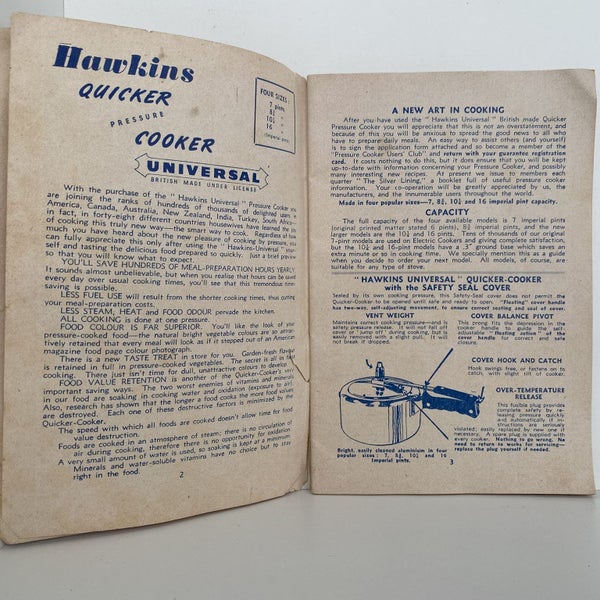 Hawkins
QUICKER
PRESSURE
COOKER
FOUR SIZES :
7 pints
8¾ "
10¼ "
16 "
(Imperial pints)
UNIVERSAL
BRITISH MADE UNDER LICENSE
With the purchase of the " Hawkins Universal " Pressure Cooker you
are joining the ranks of hundreds of thousands of delighted users in
America, Canada, Australia, New Zealand, India, Turkey, South Africa—
in fact, in forty-eight different countries housewives have learned the joy
of cooking this truly new way—the smart way to cook. Regardless of how
much you have heard about the new pleasure of cooking by pressure, you
can fully appreciate this only after using the " Hawkins-Universal " your-
self and tasting the delicious food prepared so quickly. Just a brief preview
so that you will know what to expect.
YOU'LL SAVE HUNDREDS OF MEAL-PREPARATION HOURS YEARLY
It sounds almost unbelievable, but when you realise that hours can be saved
every day over usual cooking times, you'll see that this tremendous time
saving is possible.
LESS FUEL USE will result from the shorter cooking times, thus cutting
your meal-preparation costs.
LESS STEAM, HEAT and FOOD ODOUR pervade the kitchen.
ALL COOKING is done at pressure.
FOOD COLOUR IS FAR SUPERIOR. You'll like the look of your
pressure-cooked food—the natural bright vegetable colours are so attrac-
tively retained at every meal will look as if it stepped out of an American
magazine food page colour photograph.
There is a new TASTE TREAT in store for you. Garden-fresh flavour
is retained in full in pressure-cooked vegetables. The secret is all in fast
cooking. There just isn't time for dull, unattractive colours to develop.
FOOD VALUE RETENTION is another of the Quicker-Cooker's very
important saving ways. The two worst enemies of vitamins and minerals
in our food are soaking in cooking water and oxidation (exposure to air).
Also, research has shown that the longer a food cooks the more food values
are destroyed. Each one of these destructive factors is minimized by the
Quicker-Cooker.
The speed with which all foods are cooked doesn't allow time for food
value destruction.
Foods are cooked in an atmosphere of steam: there is no circulation of
air during cooking, therefore there is no opportunity for oxidation.
A very small amount of water is used, so soaking is kept at a minimum.
Minerals and water-soluble vitamins have no choice but to stay
right in the food.
2
A NEW ART IN COOKING
After you have used the " Hawkins Universal " British made Quicker
Pressure Cooker you will appreciate that this is not an overstatement, and
because of this you will be anxious to spread the good news to all who
have to prepare daily meals. An easy way to assist others (and yourself)
is to sign the application form attached and so become a member of the
" Pressure Cooker Users' Club " and return with your guarantee registration
card. It costs nothing to do this, but it does ensure that you will be kept
up-to-date with information concerning your Pressure Cooker, and possibly
many interesting new recipes. At present we issue to members each
quarter " The Silver Lining," a booklet full of useful pressure cooker
information. Your co-operation will be greatly appreciated by us, the
manufacturers, and the innumerable users throughout the world.
Made in four popular sizes—7, 8¾, 10¼ and 16 imperial pint capacity.
CAPACITY
The full capacity of the four available models is 7 imperial pints
(original printed matter stated 6 pints), 8¾ imperial pints, and the new
larger models are the 10¼ and 16 pints. Tens of thousands of our original
7-pint models are used on Electric Cookers and giving complete satisfaction,
but the 10¼ and 16-pint models have a 3" ground base which saves an
extra minute or so in cooking time. We specially mention this as a guide
when you decide to order your next model. All models, of course, are
suitable for any type of stove.
" HAWKINS UNIVERSAL " QUICKER-COOKER
with the SAFETY SEAL COVER
Sealed by its own cooking pressure, this Safety-Seal cover does not permit the
Quicker-Cooker to be opened until safe and ready to open. "Floating" cover handle
has two-way, self-adjusting movement, to ensure correct seating and seal of cover.
VENT WEIGHT
Maintains correct cooking pressure—and is
safety pressure release. It will not fall off
cover or " jump off " during cooking, but is
easily removed with a slight pull. It will
not break if dropped.
COVER BALANCE PIVOT
This prong fits the depression in the
cooker handle to guide the self-
adjusting " floating action " of the
cover handle for correct and safe
closure.
COVER HOOK AND CATCH
Hook swings free, or fastens on to
catch, with slight tilt of cooker.
OVER-TEMPERATURE
RELEASE
This fusible plug provides
complete safety by re-
leasing pressure quickly
and automatically, if in-
structions are seriously
violated; easily replaced by new one if
necessary. A spare plug is supplied with
every cooker. Nothing to go wrong. No
need to return to works for servicing—
replace the plug yourself if needed.
Bright, easily cleaned aluminium in four
popular sizes : 7, 8¾, 10¼ and 16
Imperial pints.
3